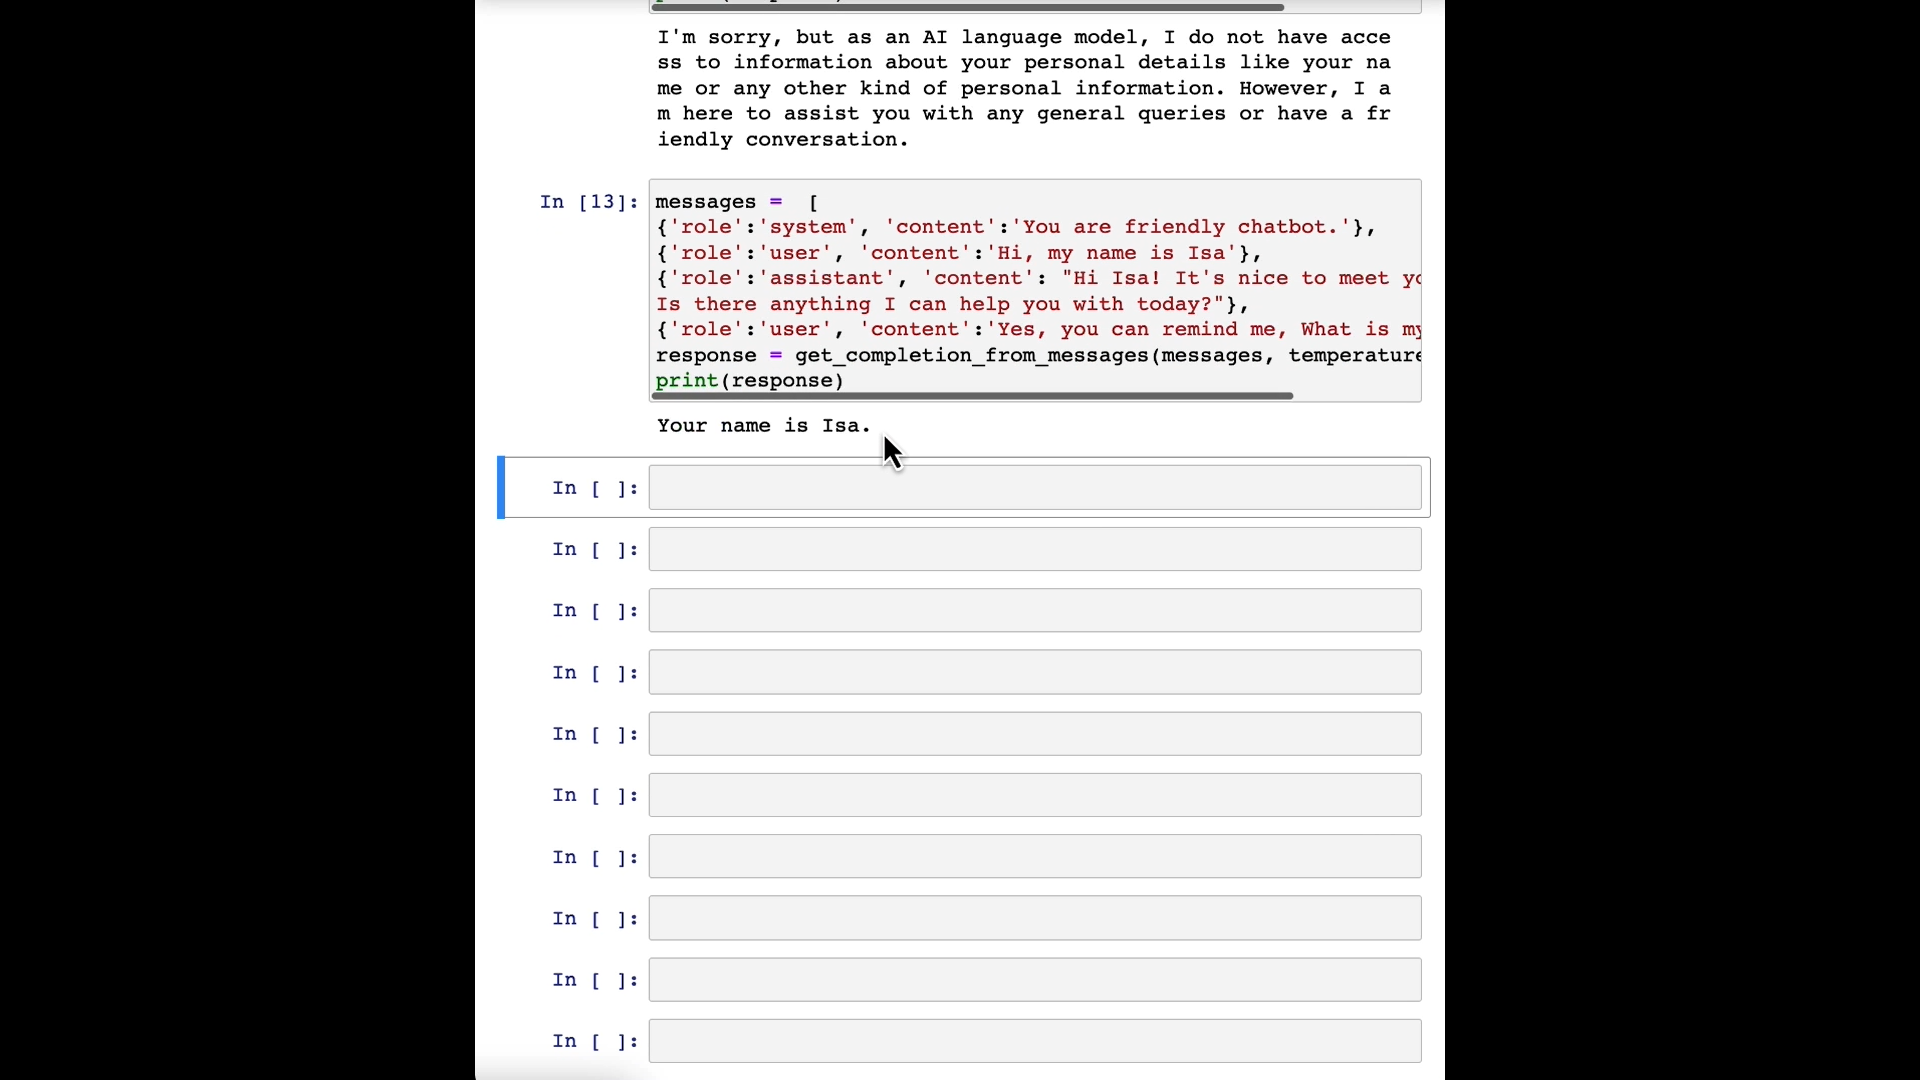 I'm sorry, but as an AI language model, I do not have acce
ss to information about your personal details like your na
me or any other kind of personal information. However, I a
m here to assist you with any general queries or have a fr
iendly conversation.
In [13]: messages =  [
{'role':'system', 'content':'You are friendly chatbot.'},
{'role':'user', 'content':'Hi, my name is Isa'},
{'role':'assistant', 'content': "Hi Isa! It's nice to meet yo
Is there anything I can help you with today?"},
{'role':'user', 'content':'Yes, you can remind me, What is my
response = get_completion_from_messages(messages, temperature
print(response)
Your name is Isa.
In [ ]:
In [ ]:
In [ ]:
In [ ]:
In [ ]:
In [ ]:
In [ ]:
In [ ]:
In [ ]:
In [ ]: